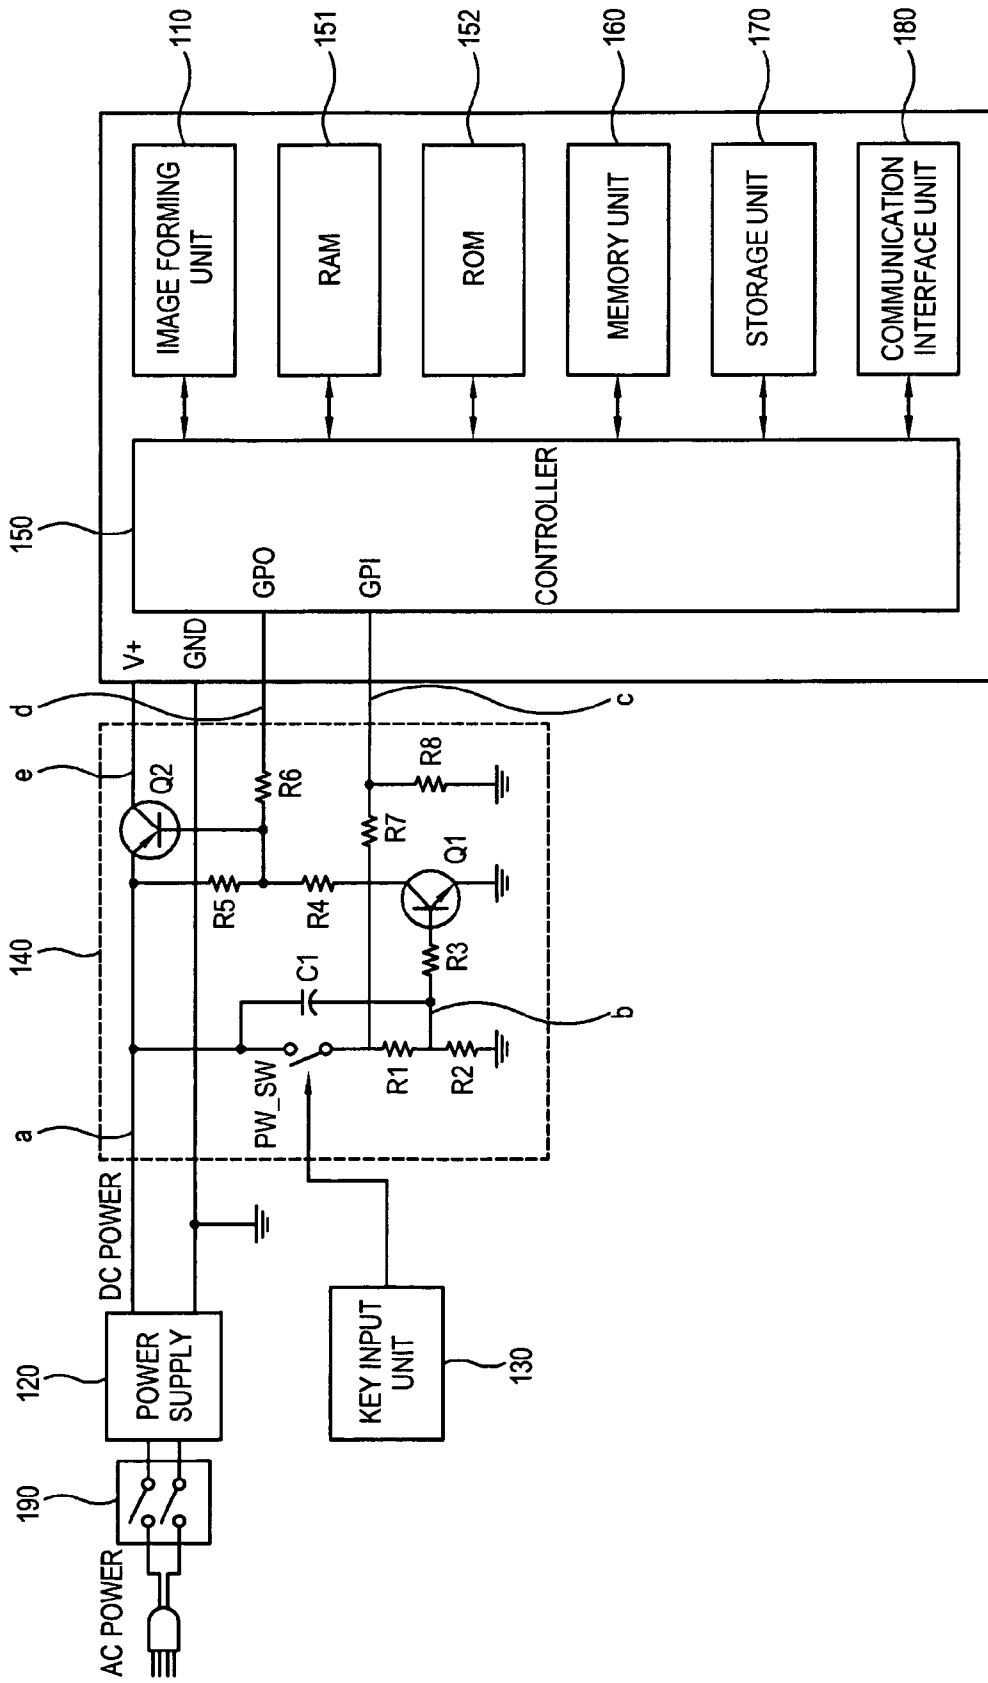 AC POWER
190
120
POWER
SUPPLY
DC POWER
a
140
KEY INPUT
UNIT
130
PW_SW
C1
R1
R2
R3
b
R5
R4
Q1
Q2
R6
R7
R8
e
d
c
V+
GND
150
GPO
GPI
CONTROLLER
IMAGE FORMING
UNIT
110
RAM
151
ROM
152
MEMORY UNIT
160
STORAGE UNIT
170
COMMUNICATION
INTERFACE UNIT
180